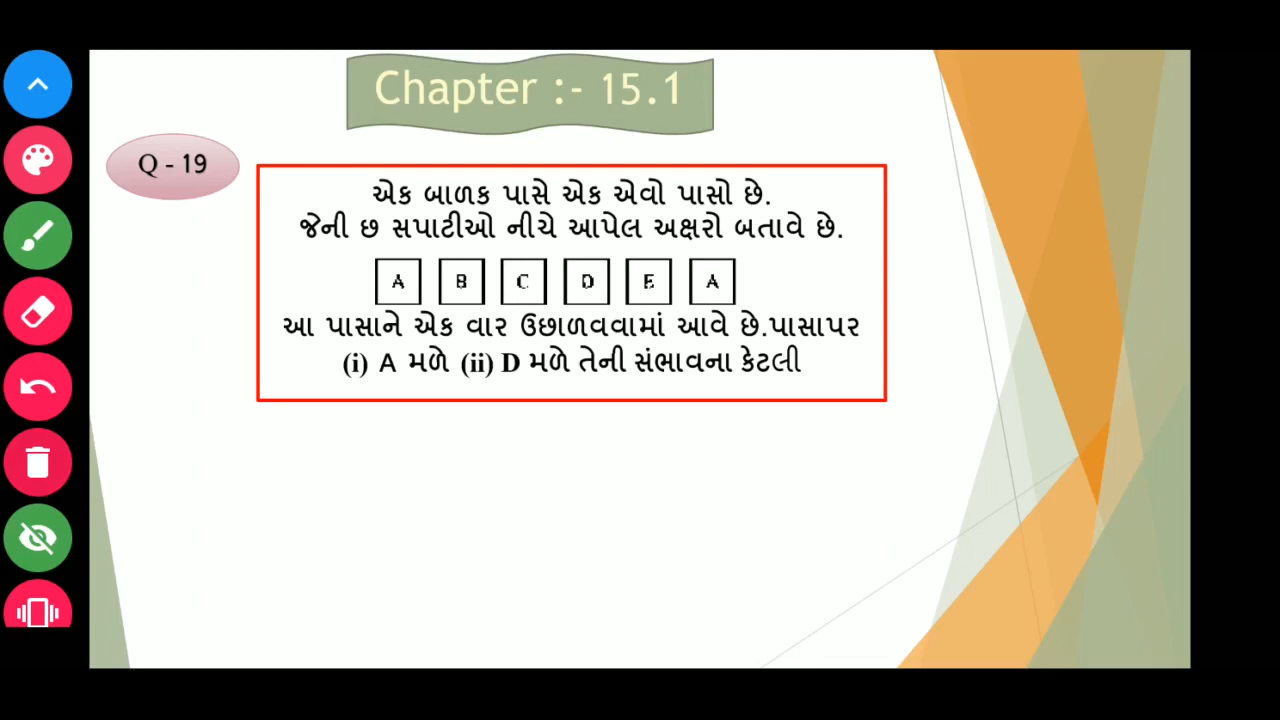 Chapter :- 15.1
Q - 19
એક બાળક પાસે એક એવો પાસો છે.
જેની છ સપાટીઓ નીચે આપેલ અક્ષરો બતાવે છે.
A B C D E A
આ પાસાને એક વાર ઉછાળવવામાં આવે છે.પાસાપર
(i) A મળે (ii) D મળે તેની સંભાવના કેટલી